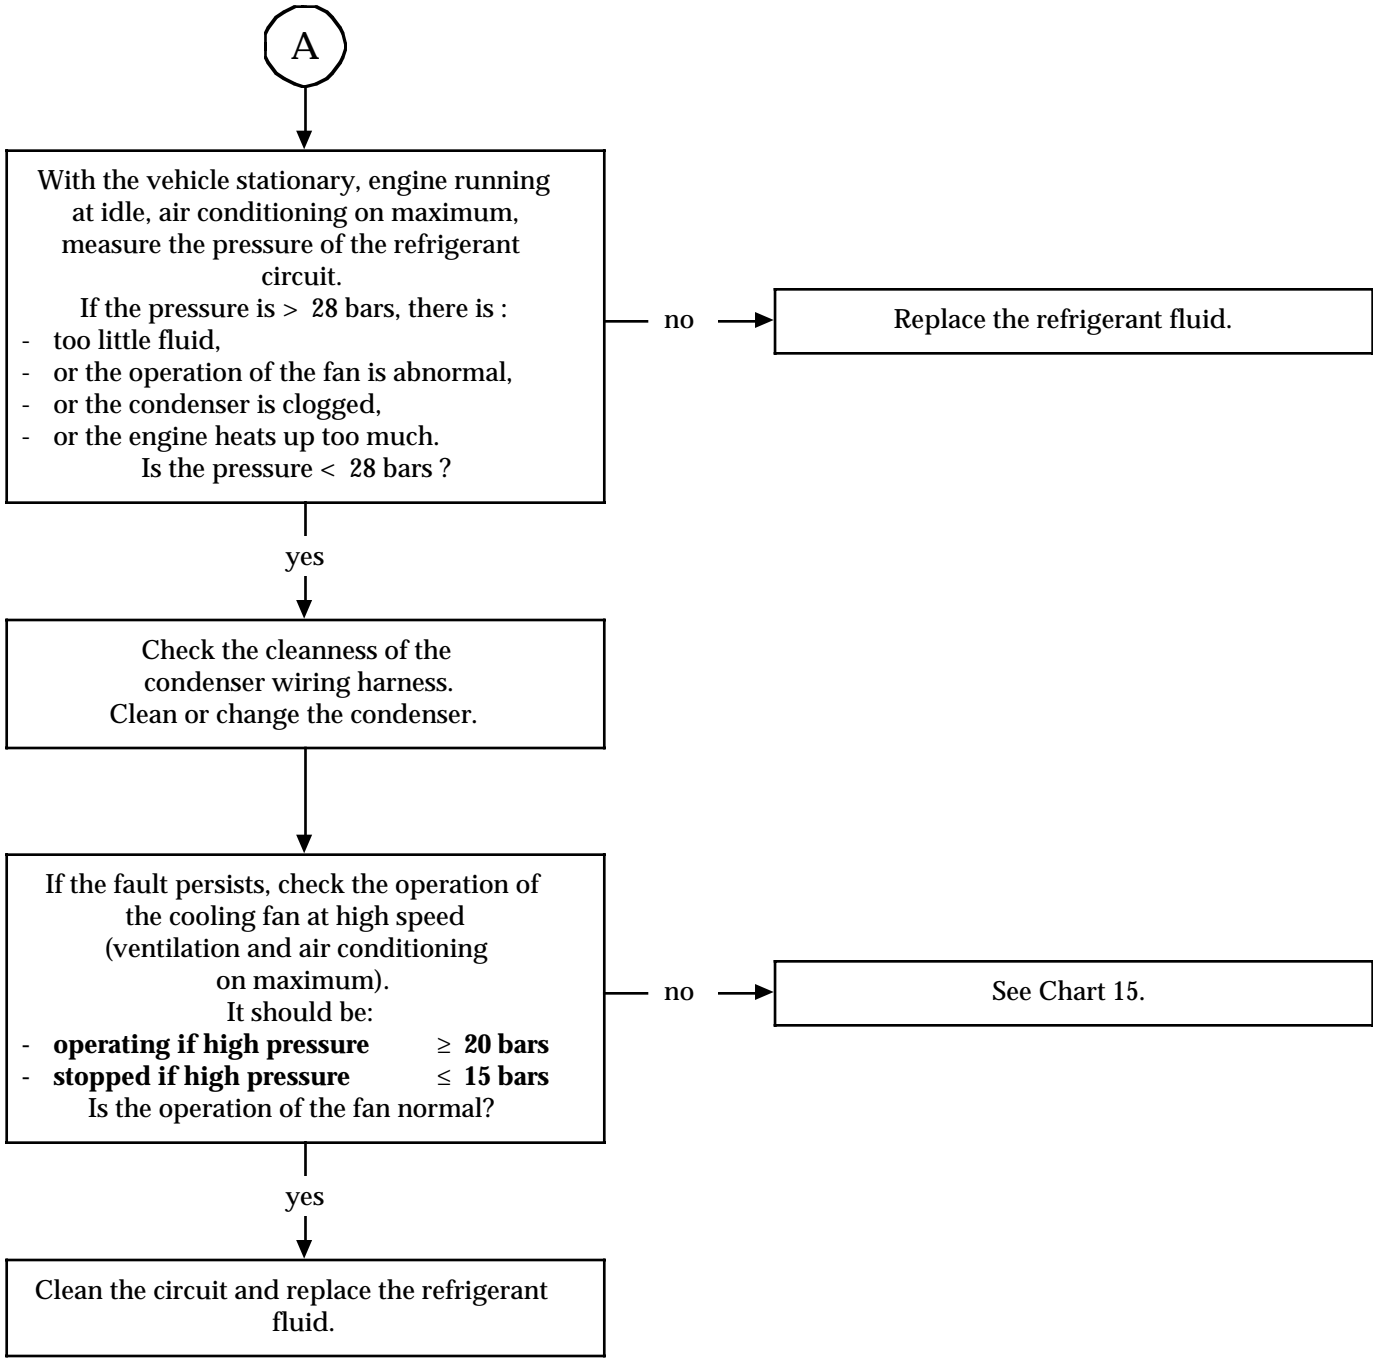 A
With the vehicle stationary, engine running
at idle, air conditioning on maximum,
measure the pressure of the refrigerant
circuit.
If the pressure is > 28 bars, there is :
- too little fluid,
- or the operation of the fan is abnormal,
- or the condenser is clogged,
- or the engine heats up too much.
Is the pressure < 28 bars ?
no
Replace the refrigerant fluid.
yes
Check the cleanness of the
condenser wiring harness.
Clean or change the condenser.
If the fault persists, check the operation of
the cooling fan at high speed
(ventilation and air conditioning
on maximum).
It should be:
- operating if high pressure ≥ 20 bars
- stopped if high pressure ≤ 15 bars
Is the operation of the fan normal?
no
See Chart 15.
yes
Clean the circuit and replace the refrigerant
fluid.